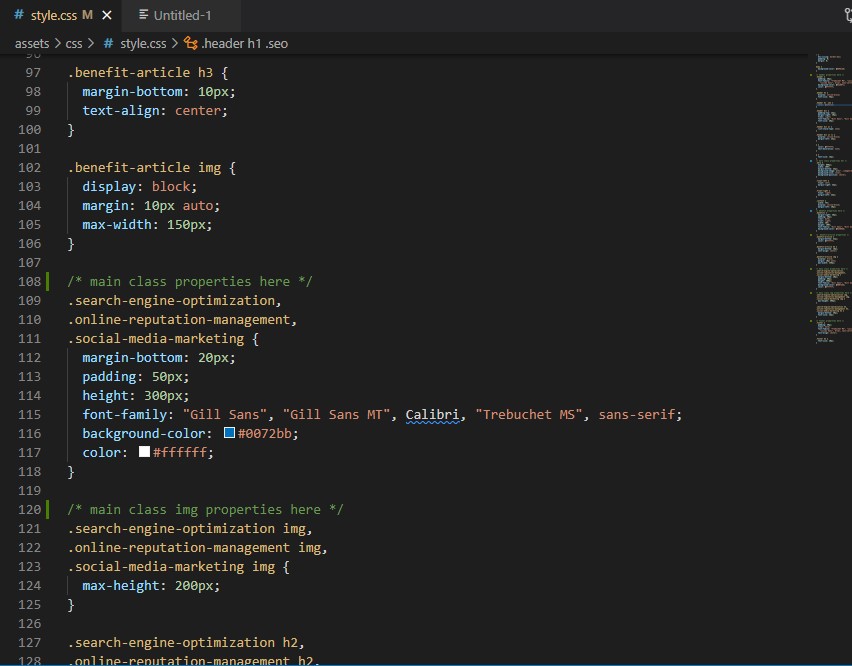 # style.css M ✕ Untitled-1
assets > css > # style.css > .header h1 .seo
96
97 .benefit-article h3 {
98 margin-bottom: 10px;
99 text-align: center;
100 }
101
102 .benefit-article img {
103 display: block;
104 margin: 10px auto;
105 max-width: 150px;
106 }
107
108 /* main class properties here */
109 .search-engine-optimization,
110 .online-reputation-management,
111 .social-media-marketing {
112 margin-bottom: 20px;
113 padding: 50px;
114 height: 300px;
115 font-family: "Gill Sans", "Gill Sans MT", Calibri, "Trebuchet MS", sans-serif;
116 background-color: #0072bb;
117 color: #ffffff;
118 }
119
120 /* main class img properties here */
121 .search-engine-optimization img,
122 .online-reputation-management img,
123 .social-media-marketing img {
124 max-height: 200px;
125 }
126
127 .search-engine-optimization h2,
128 .online-reputation-management h2,